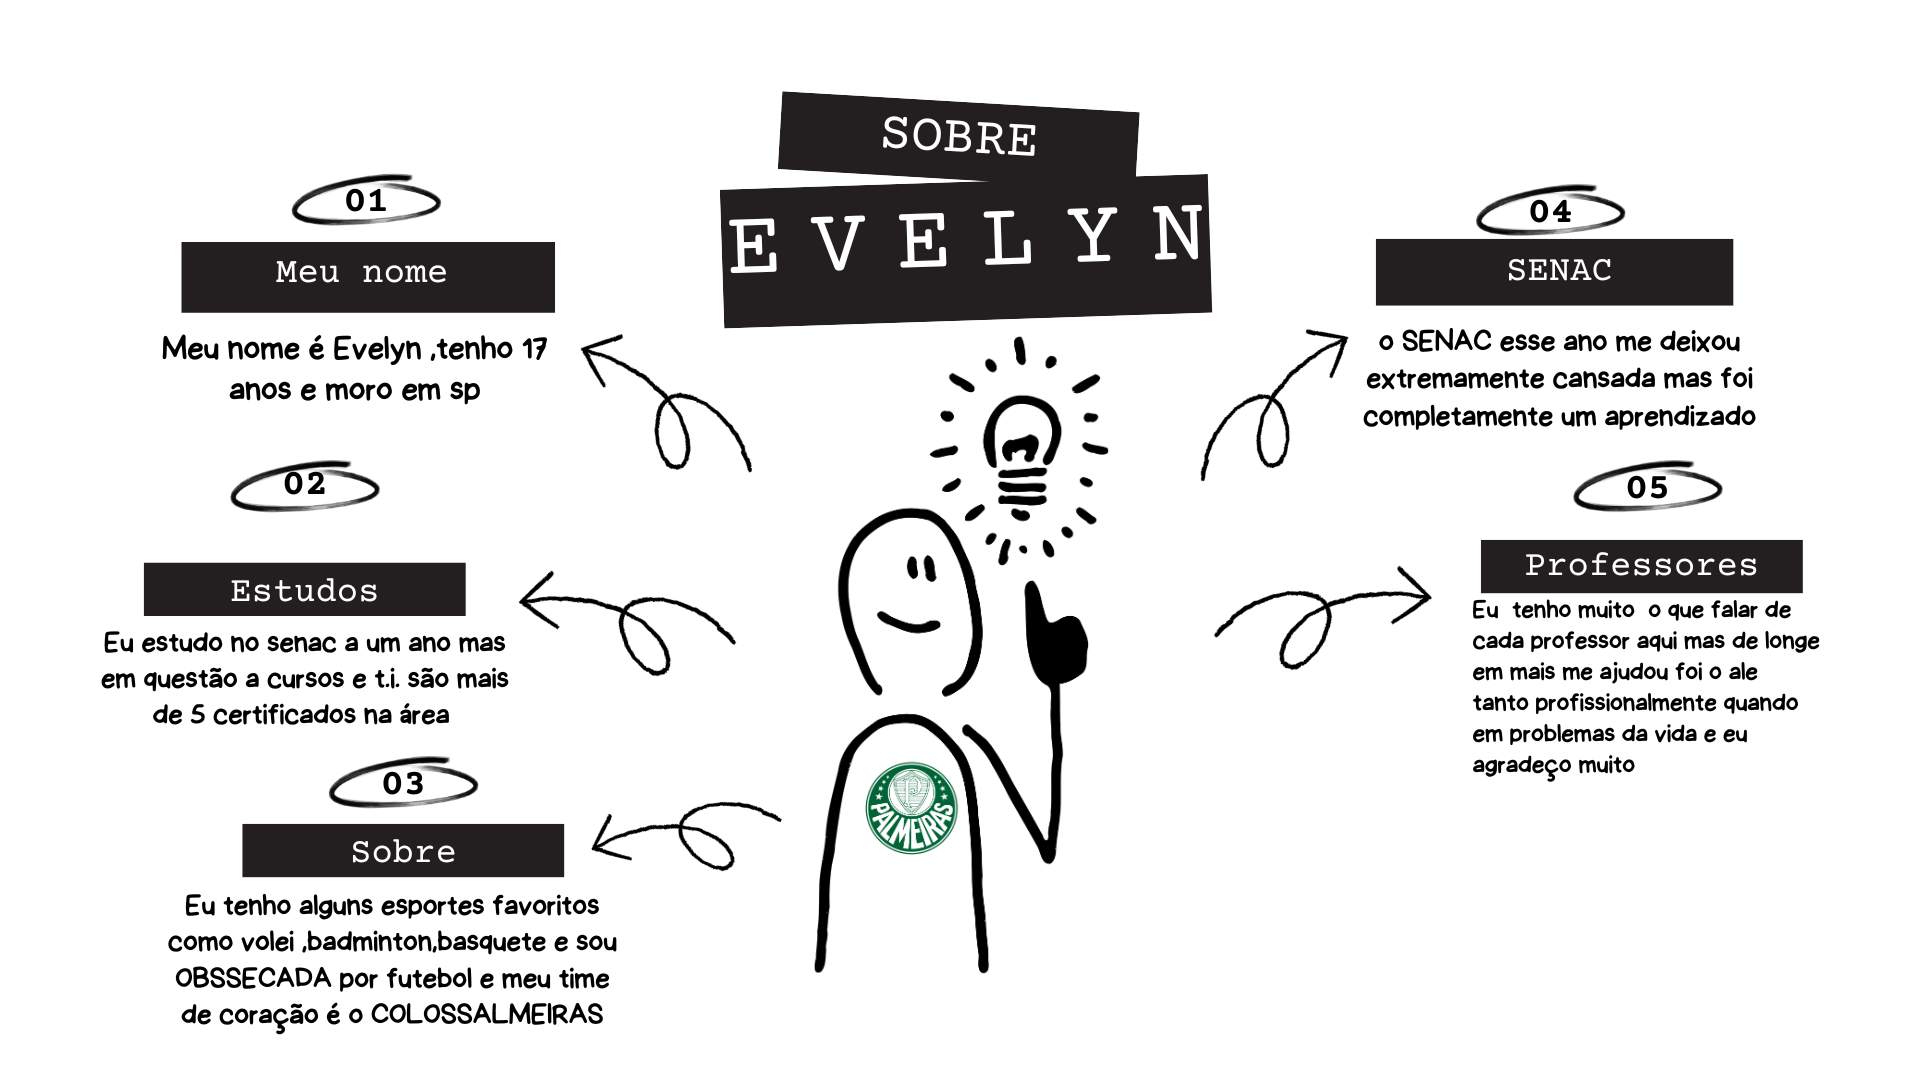 SOBRE
EVELYN
01
Meu nome
Meu nome é Evelyn ,tenho 17
anos e moro em sp
02
Estudos
Eu estudo no senac a um ano mas
em questão a cursos e t.i. são mais
de 5 certificados na área
03
Sobre
Eu tenho alguns esportes favoritos
como volei ,badminton,basquete e sou
OBSSECADA por futebol e meu time
de coração é o COLOSSALMEIRAS
04
SENAC
o SENAC esse ano me deixou
extremamente cansada mas foi
completamente um aprendizado
05
Professores
Eu  tenho muito  o que falar de
cada professor aqui mas de longe
em mais me ajudou foi o ale
tanto profissionalmente quando
em problemas da vida e eu
agradeço muito
P
PALMEIRAS